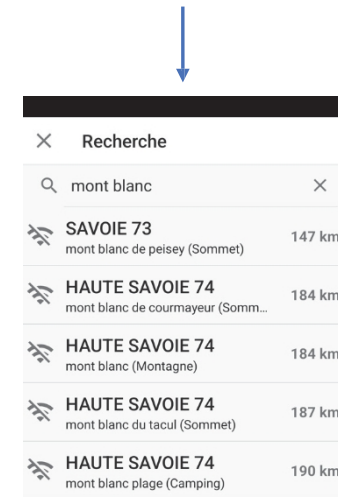 Recherche
mont blanc
SAVOIE 73
147 km
mont blanc de peisey (Sommet)
HAUTE SAVOIE 74
184 km
mont blanc de courmayeur (Somm...
HAUTE SAVOIE 74
184 km
mont blanc (Montagne)
HAUTE SAVOIE 74
187 km
mont blanc du tacul (Sommet)
HAUTE SAVOIE 74
190 km
mont blanc plage (Camping)